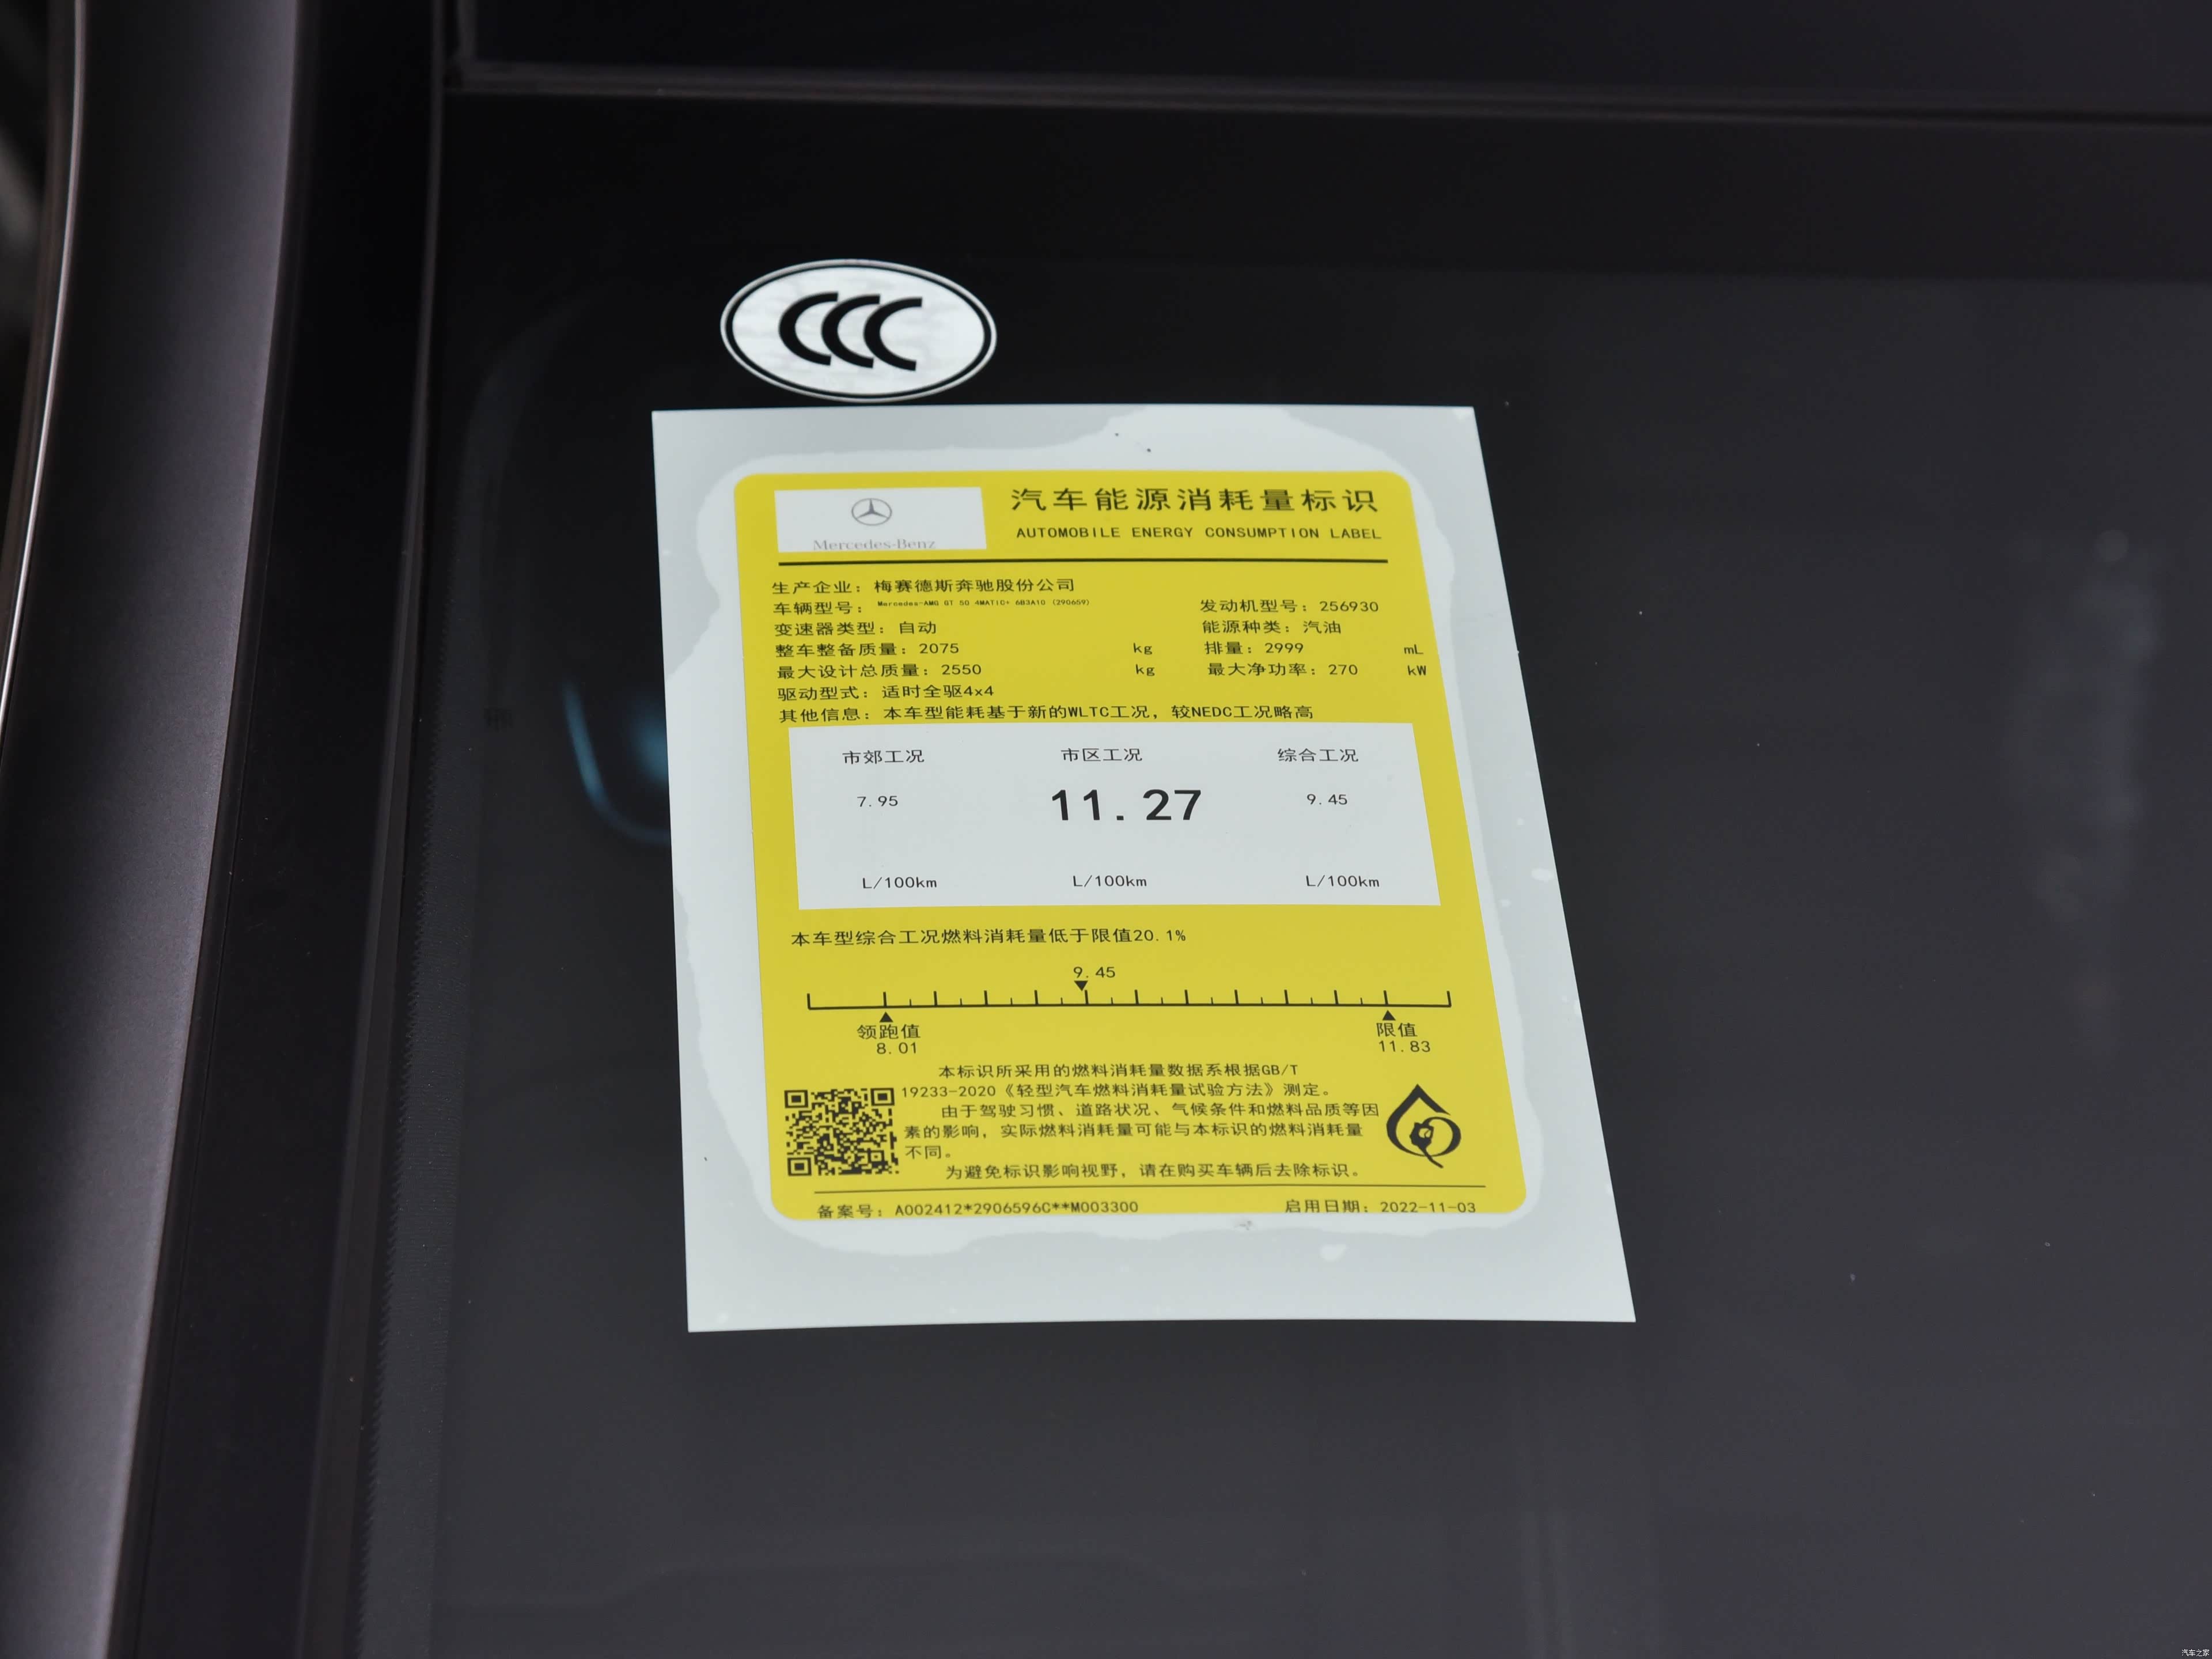 CCC
Mercedes-Benz
汽车能源消耗量标识
AUTOMOBILE ENERGY CONSUMPTION LABEL
生产企业：梅赛德斯奔驰股份公司
车辆型号：Mercedes-AMG GT 50 4MATIC+ 6B3A10 (290659)
发动机型号：256930
变速器类型：自动
能源种类：汽油
整车整备质量：2075 kg
排量：2999 mL
最大设计总质量：2550 kg
最大净功率：270 kW
驱动型式：适时全驱4x4
其他信息：本车型能耗基于新的WLTC工况，较NEDC工况略高
市郊工况 市区工况 综合工况
7.95 11.27 9.45
L/100km L/100km L/100km
本车型综合工况燃料消耗量低于限值20.1%
9.45
领跑值 限值
8.01 11.83
本标识所采用的燃料消耗量数据系根据GB/T
19233-2020《轻型汽车燃料消耗量试验方法》测定。
由于驾驶习惯、道路状况、气候条件和燃料品质等因
素的影响，实际燃料消耗量可能与本标识的燃料消耗量
不同。
为避免标识影响视野，请在购买车辆后去除标识。
备案号：A002412*2906596C**M003300 启用日期：2022-11-03
汽车之家